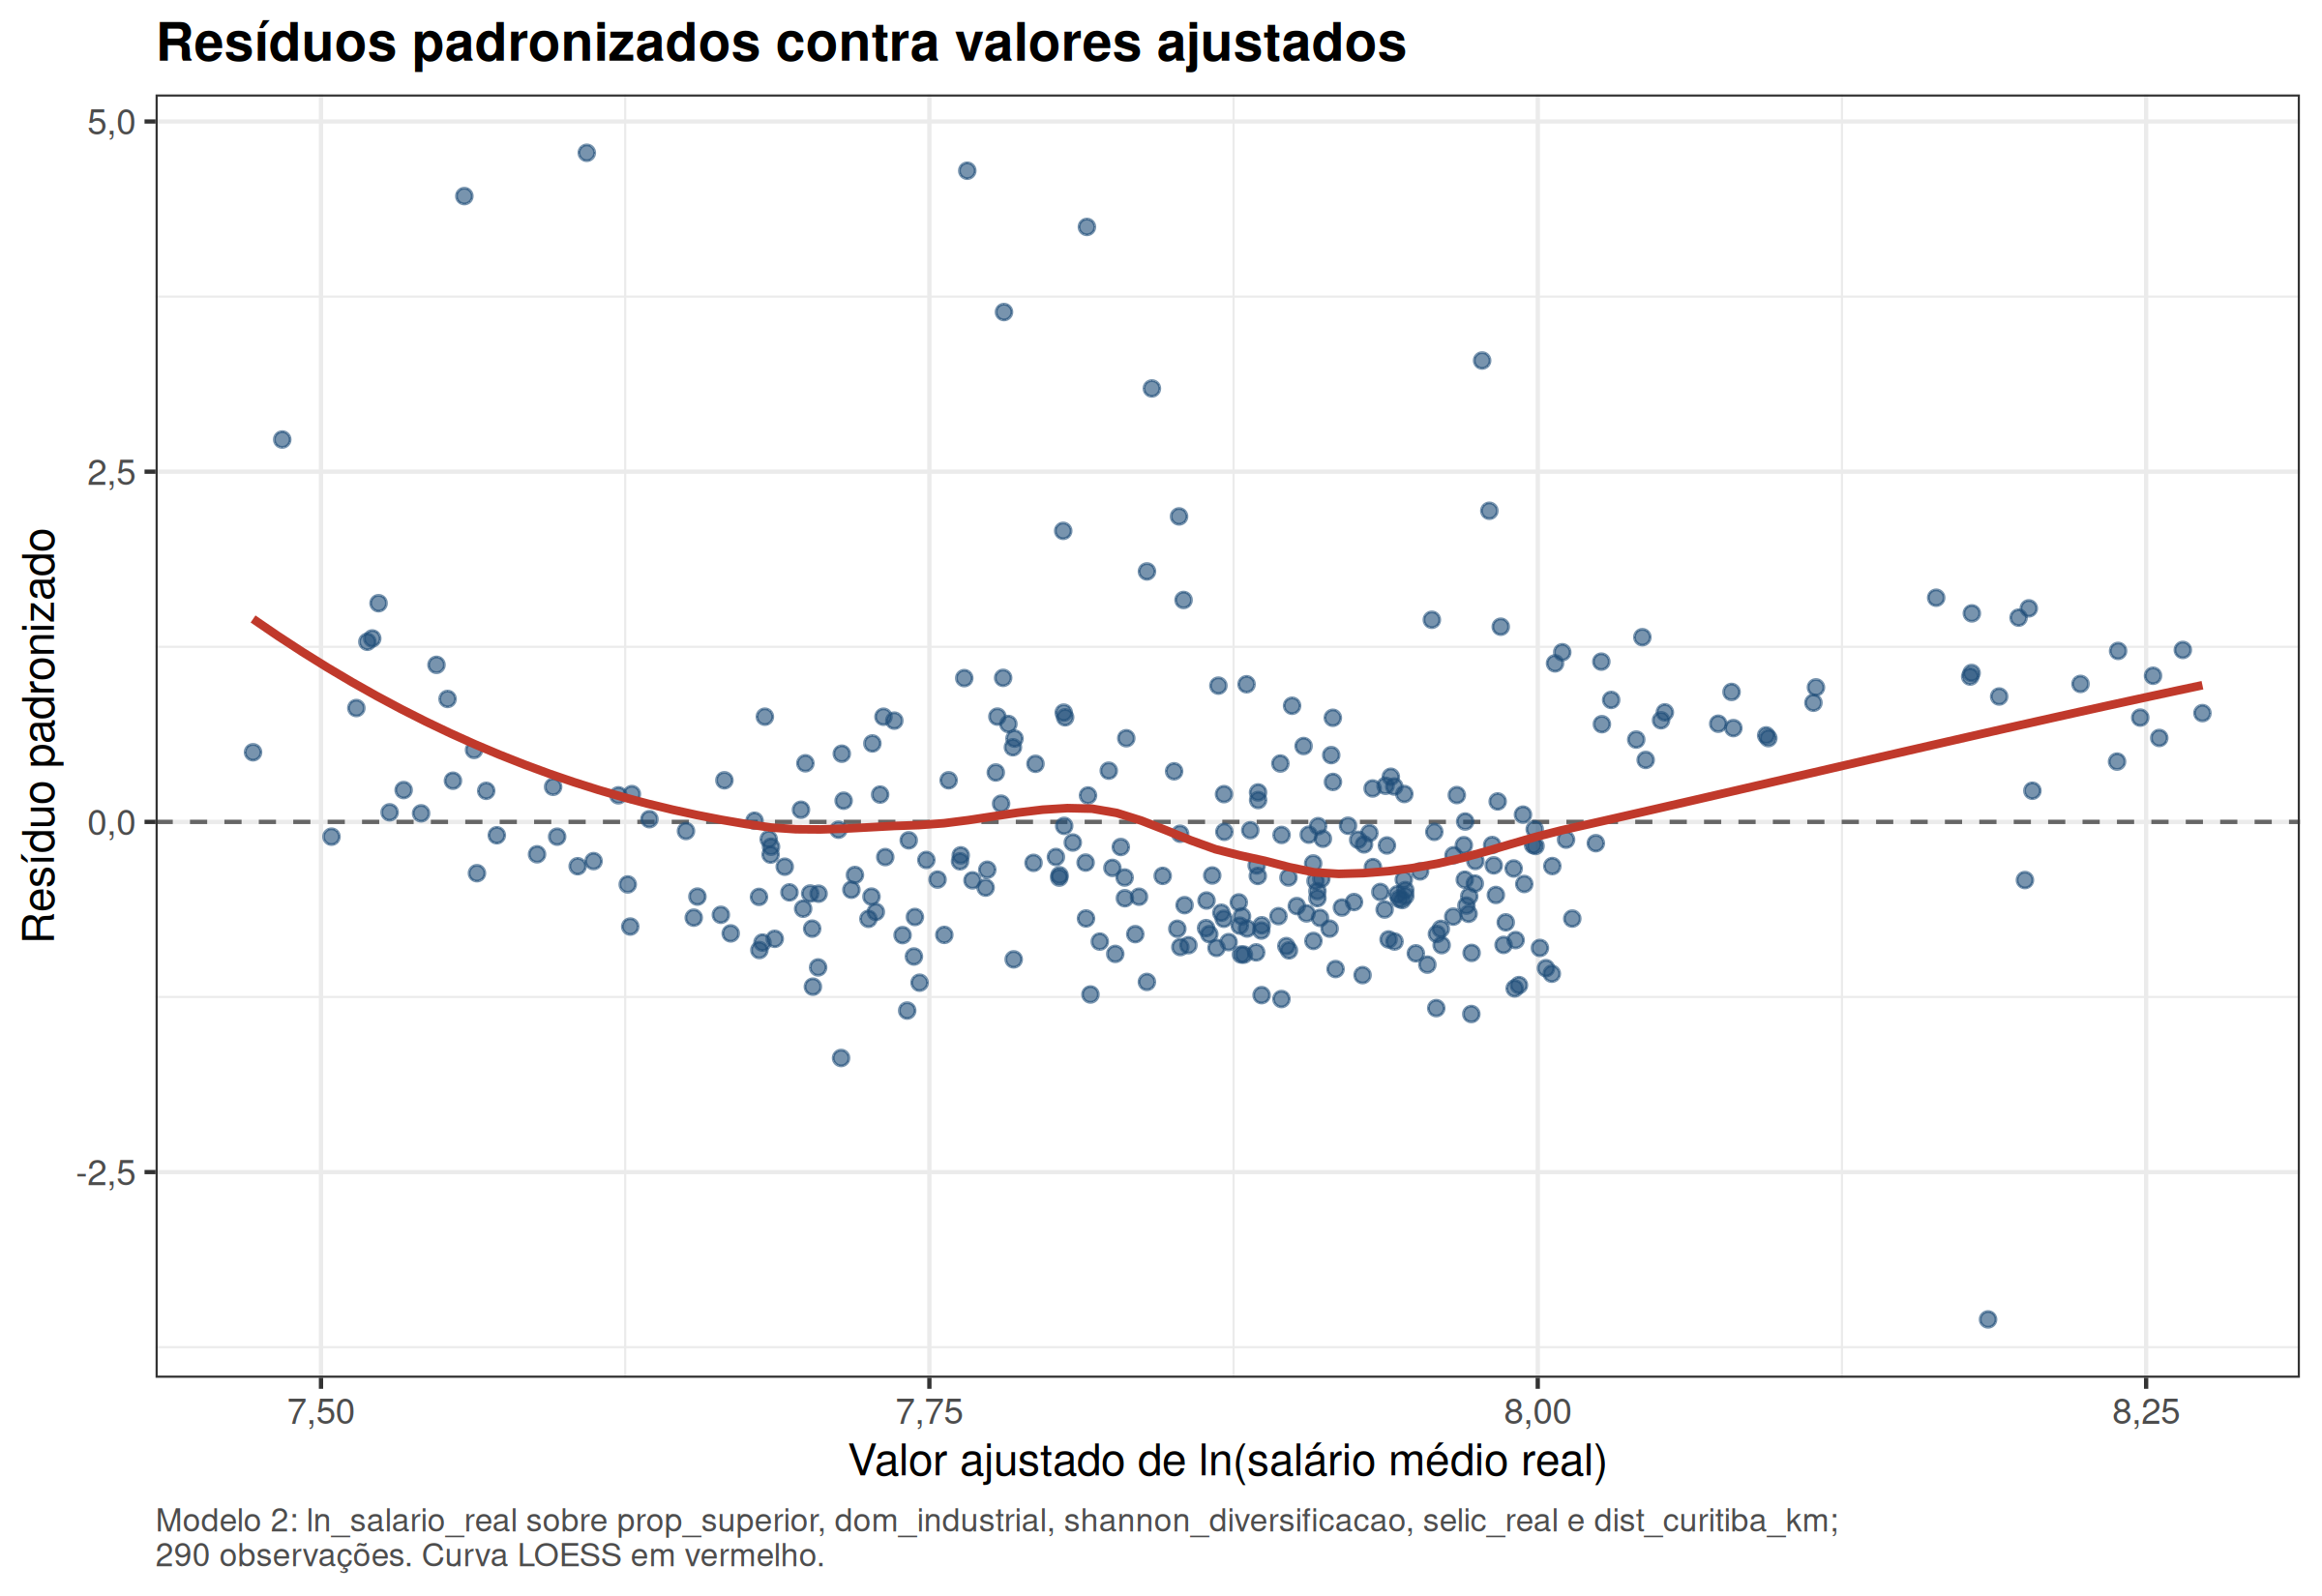 Resíduos padronizados contra valores ajustados
5,0
2,5
0,0
-2,5
Resíduo padronizado
7,50
7,75
8,00
8,25
Valor ajustado de ln(salário médio real)
Modelo 2: ln_salario_real sobre prop_superior, dom_industrial, shannon_diversificacao, selic_real e dist_curitiba_km;
290 observações. Curva LOESS em vermelho.